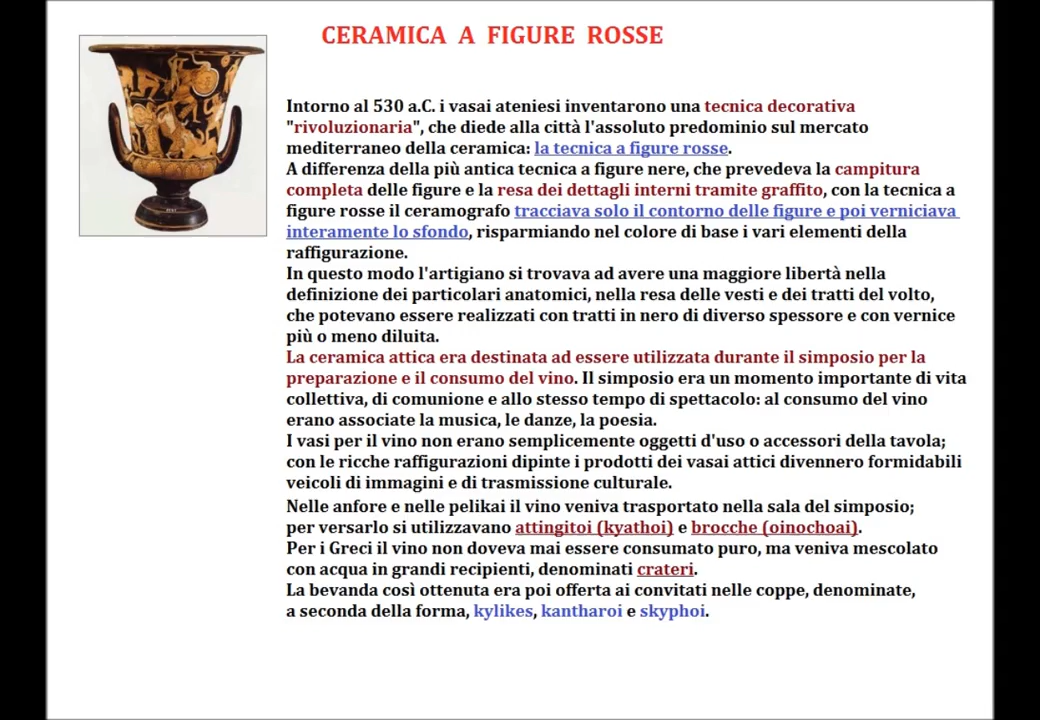 CERAMICA A FIGURE ROSSE
Intorno al 530 a.C. i vasai ateniesi inventarono una tecnica decorativa
"rivoluzionaria", che diede alla città l'assoluto predominio sul mercato
mediterraneo della ceramica: la tecnica a figure rosse.
A differenza della più antica tecnica a figure nere, che prevedeva la campitura
completa delle figure e la resa dei dettagli interni tramite graffito, con la tecnica a
figure rosse il ceramografo tracciava solo il contorno delle figure e poi verniciava
interamente lo sfondo, risparmiando nel colore di base i vari elementi della
raffigurazione.
In questo modo l'artigiano si trovava ad avere una maggiore libertà nella
definizione dei particolari anatomici, nella resa delle vesti e dei tratti del volto,
che potevano essere realizzati con tratti in nero di diverso spessore e con vernice
più o meno diluita.
La ceramica attica era destinata ad essere utilizzata durante il simposio per la
preparazione e il consumo del vino. Il simposio era un momento importante di vita
collettiva, di comunione e allo stesso tempo di spettacolo: al consumo del vino
erano associate la musica, le danze, la poesia.
I vasi per il vino non erano semplicemente oggetti d'uso o accessori della tavola;
con le ricche raffigurazioni dipinte i prodotti dei vasai attici divennero formidabili
veicoli di immagini e di trasmissione culturale.
Nelle anfore e nelle pelikai il vino veniva trasportato nella sala del simposio;
per versarlo si utilizzavano attingitoi (kyathoi) e brocche (oinochoai).
Per i Greci il vino non doveva mai essere consumato puro, ma veniva mescolato
con acqua in grandi recipienti, denominati crateri.
La bevanda così ottenuta era poi offerta ai convitati nelle coppe, denominate,
a seconda della forma, kylikes, kantharoi e skyphoi.